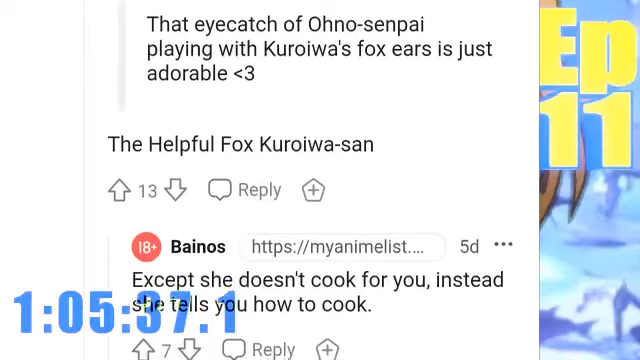 That eyecatch of Ohno-senpai
playing with Kuroiwa's fox ears is just
adorable <3
The Helpful Fox Kuroiwa-san
13 Reply
18+ Bainos https://myanimelist.... 5d •••
Except she doesn't cook for you, instead
she tells you how to cook.
7 Reply
1:05:37.1
Ep
11